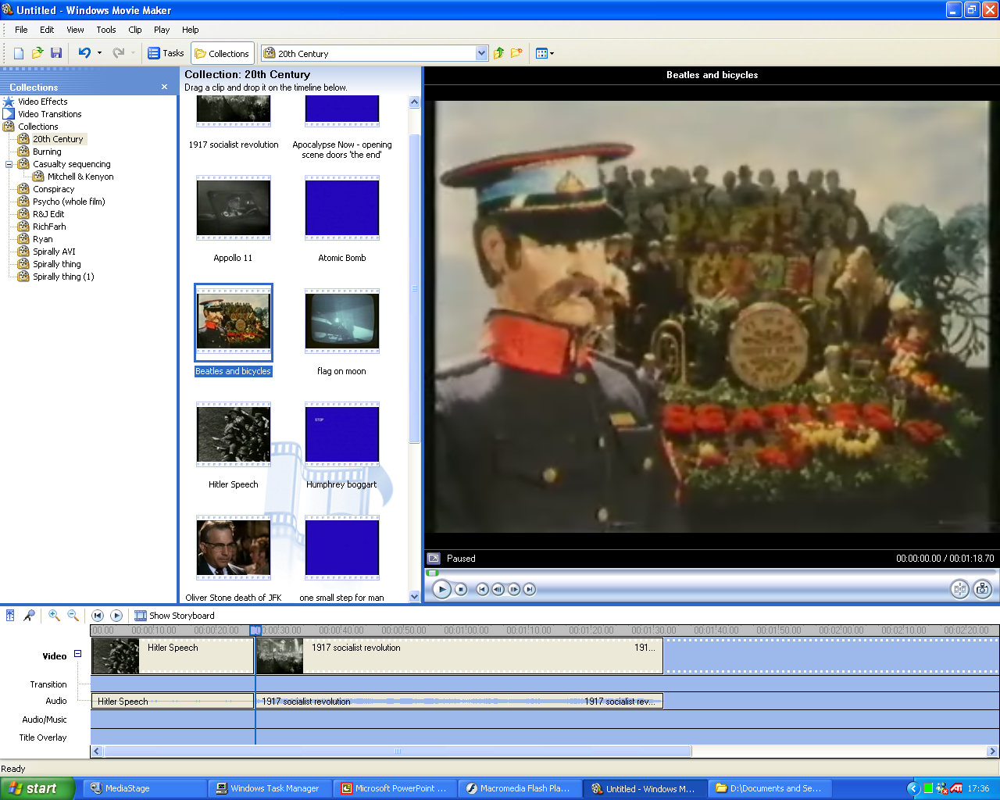 Untitled - Windows Movie Maker
File Edit View Tools Clip Play Help
Tasks Collections 20th Century
Collections
Video Effects
Video Transitions
Collections
20th Century
Burning
Casualty sequencing
Mitchell & Kenyon
Conspiracy
Psycho (whole film)
R&J Edit
RichFarh
Ryan
Spirally AVI
Spirally thing
Spirally thing (1)
Collection: 20th Century
Drag a clip and drop it on the timeline below.
1917 socialist revolution
Apocalypse Now - opening
scene doors 'the end'
Appollo 11
Atomic Bomb
Beatles and bicycles
flag on moon
STOP
Hitler Speech
Humphrey boggart
Oliver Stone death of JFK
one small step for man
Beatles and bicycles
BEATLES
Paused
00:00:00.00 / 00:01:18.70
Show Storyboard
00.00 00:00:10.00 00:00:20.00 00:00:30.00 00:00:40.00 00:00:50.00 00:01:00.00 00:01:10.00 00:01:20.00 00:01:30.00 00:01:40.00 00:01:50.00 00:02:00.00 00:02:10.00 00:02:20.00
Video
Hitler Speech 1917 socialist revolution 191...
Transition
Audio
Hitler Speech 1917 socialist revolution 1917 socialist rev...
Audio/Music
Title Overlay
Ready
start MediaStage Windows Task Manager Microsoft PowerPoint ... Macromedia Flash Pla... Untitled - Windows M... D:\Documents and Se... 17:36